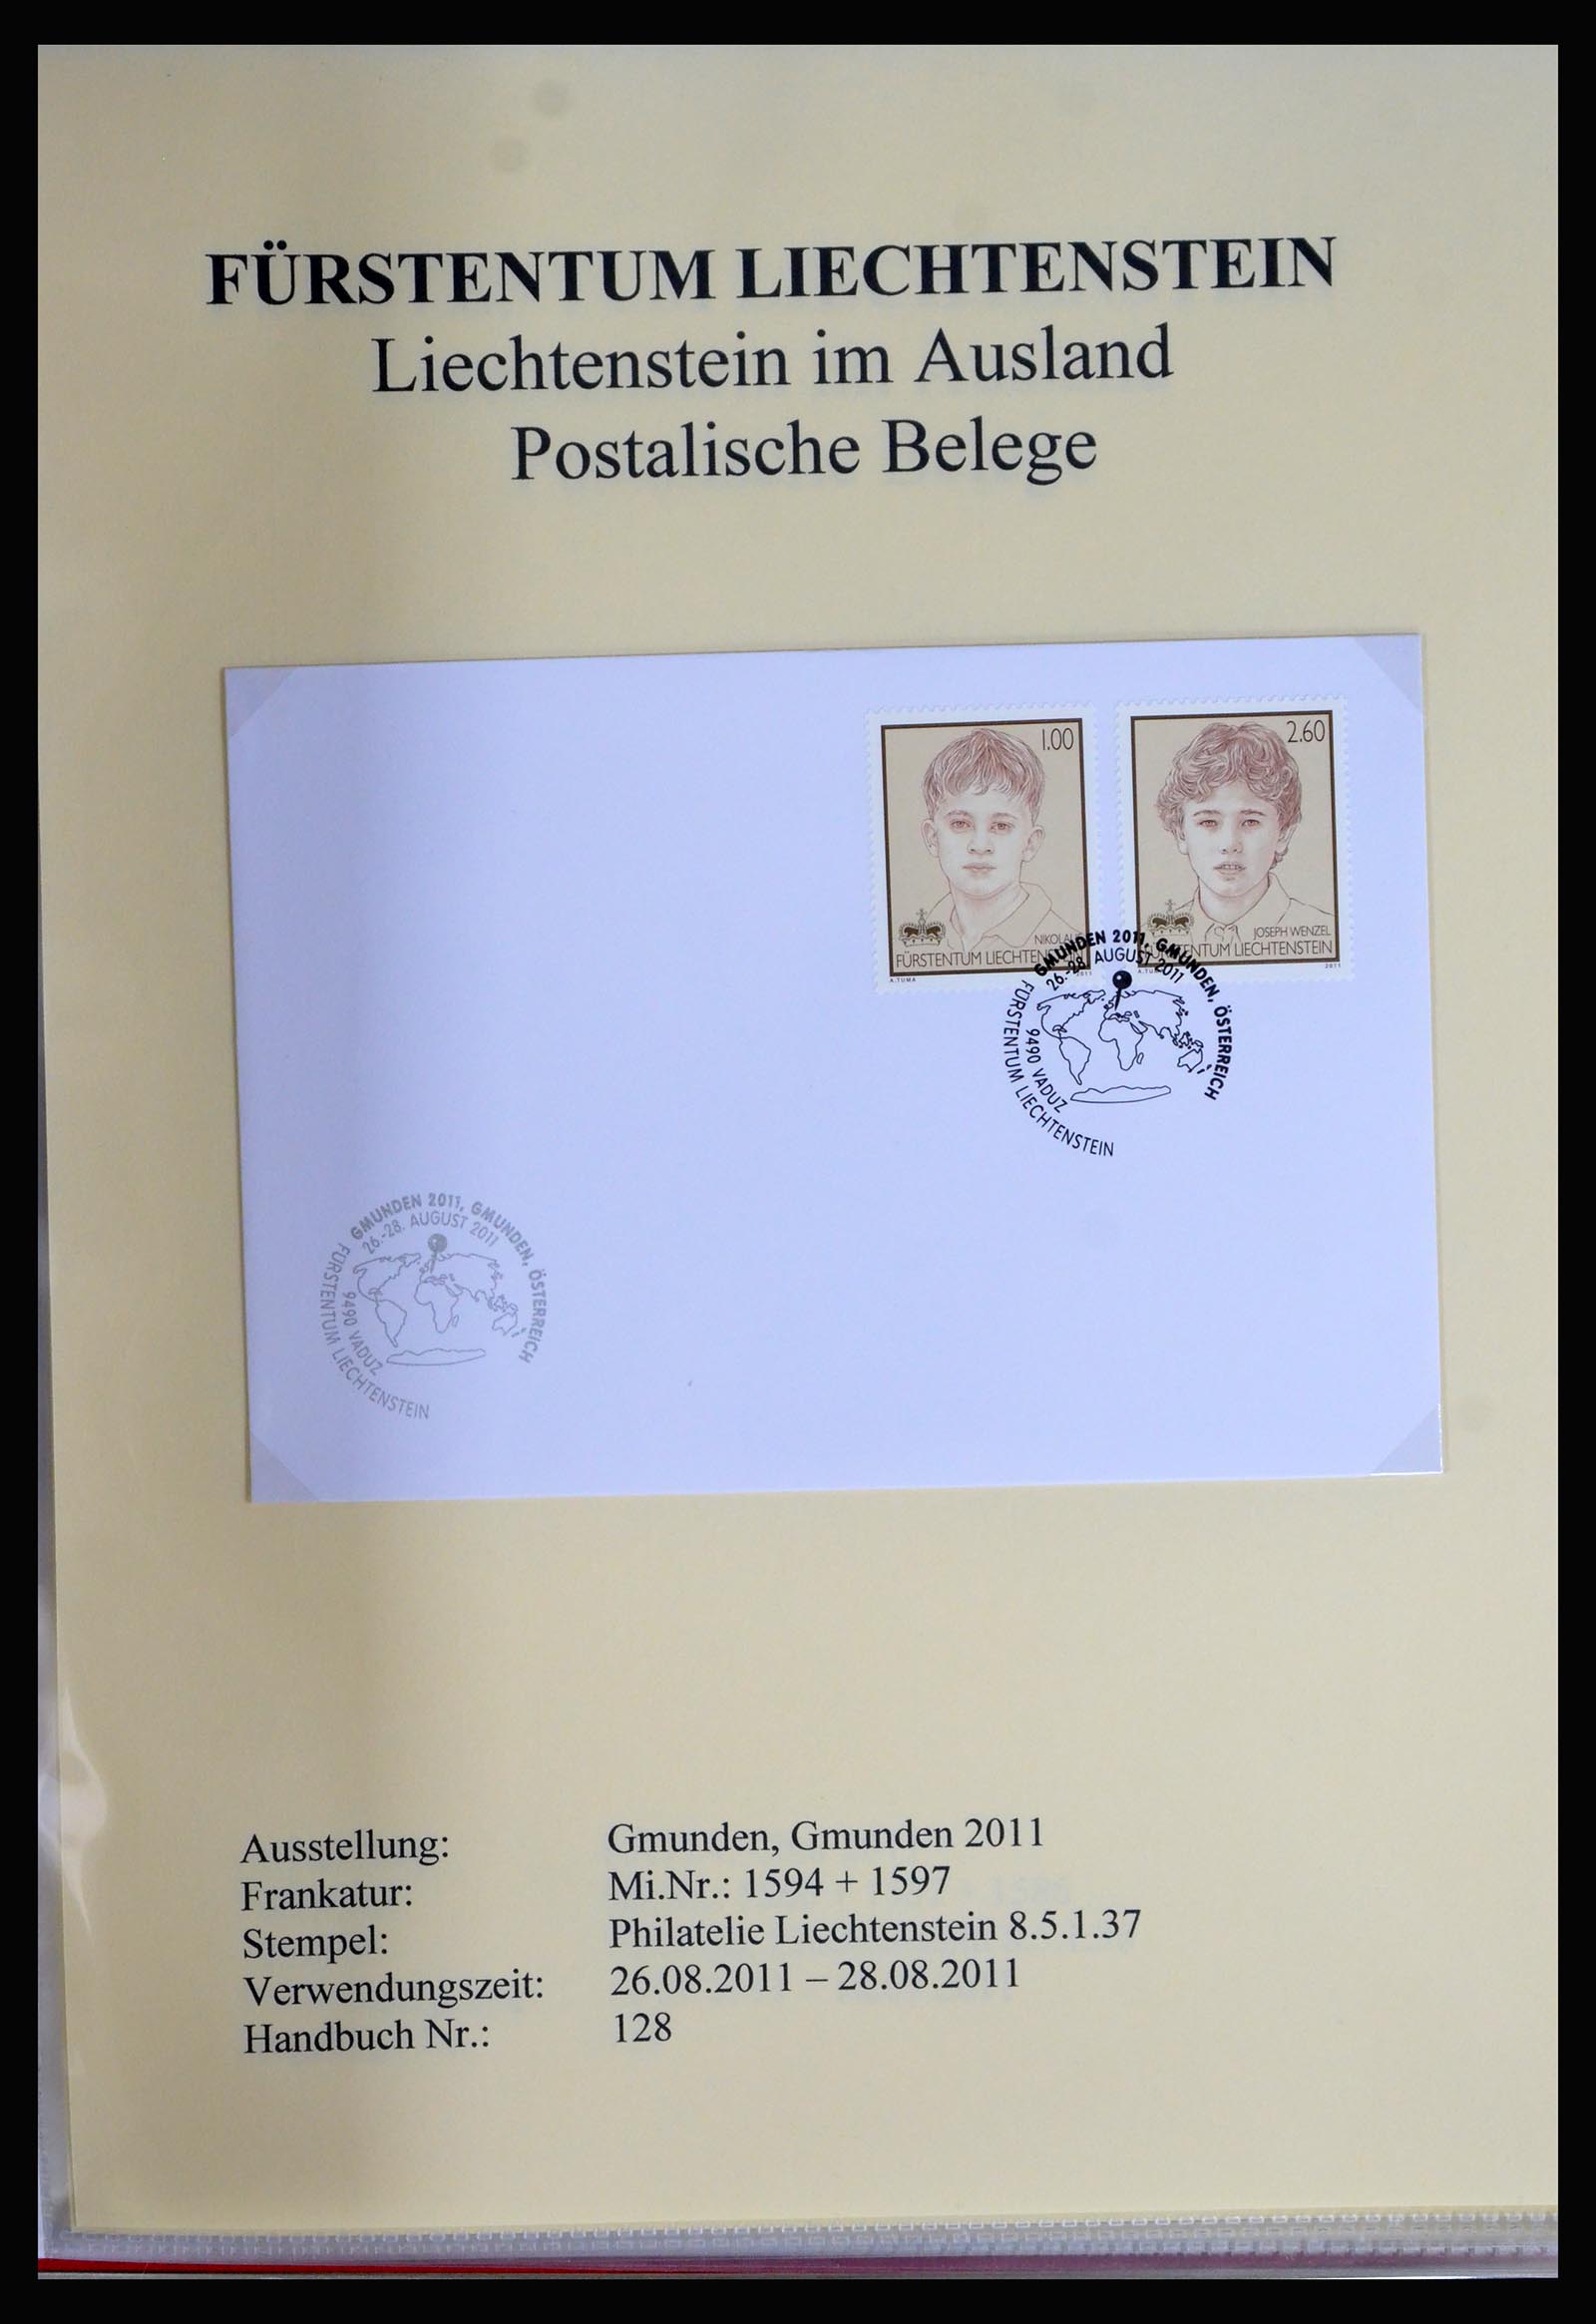 FÜRSTENTUM LIECHTENSTEIN
Liechtenstein im Ausland
Postalische Belege
1.00
FÜRSTENTUM
A.TUMA
2.60
JOSEPH WENZEL
LIECHTENSTEIN
2011
GMUNDEN 2011, GMUNDEN, ÖSTERREICH
26.-28. AUGUST 2011
9490 VADUZ
FÜRSTENTUM LIECHTENSTEIN
GMUNDEN 2011, GMUNDEN, ÖSTERREICH
26.-28. AUGUST 2011
9490 VADUZ
FÜRSTENTUM LIECHTENSTEIN
Ausstellung: Gmunden, Gmunden 2011
Frankatur: Mi.Nr.: 1594 + 1597
Stempel: Philatelie Liechtenstein 8.5.1.37
Verwendungszeit: 26.08.2011 – 28.08.2011
Handbuch Nr.: 128